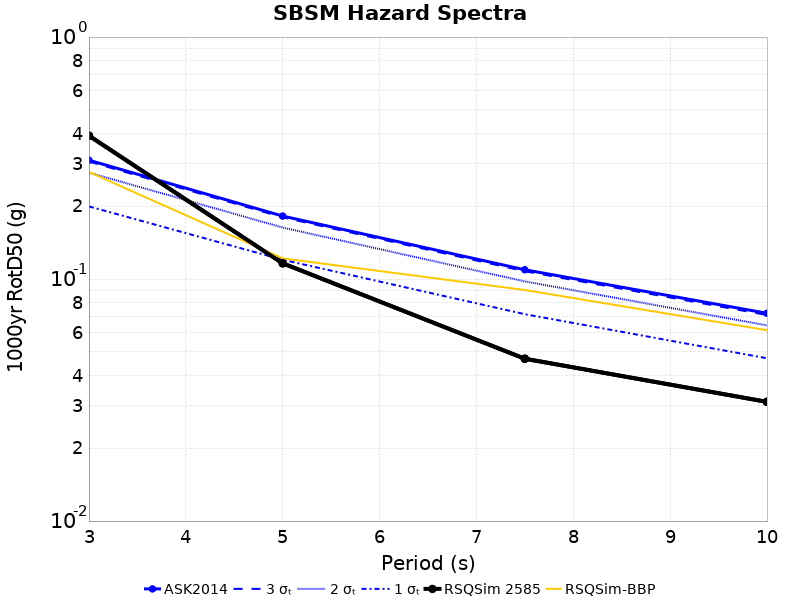 SBSM Hazard Spectra
1000yr RotD50 (g)
10⁰
8
6
4
3
2
10⁻¹
8
6
4
3
2
10⁻²
3 4 5 6 7 8 9 10
Period (s)
ASK2014 3 σₜ 2 σₜ 1 σₜ RSQSim 2585 RSQSim-BBP